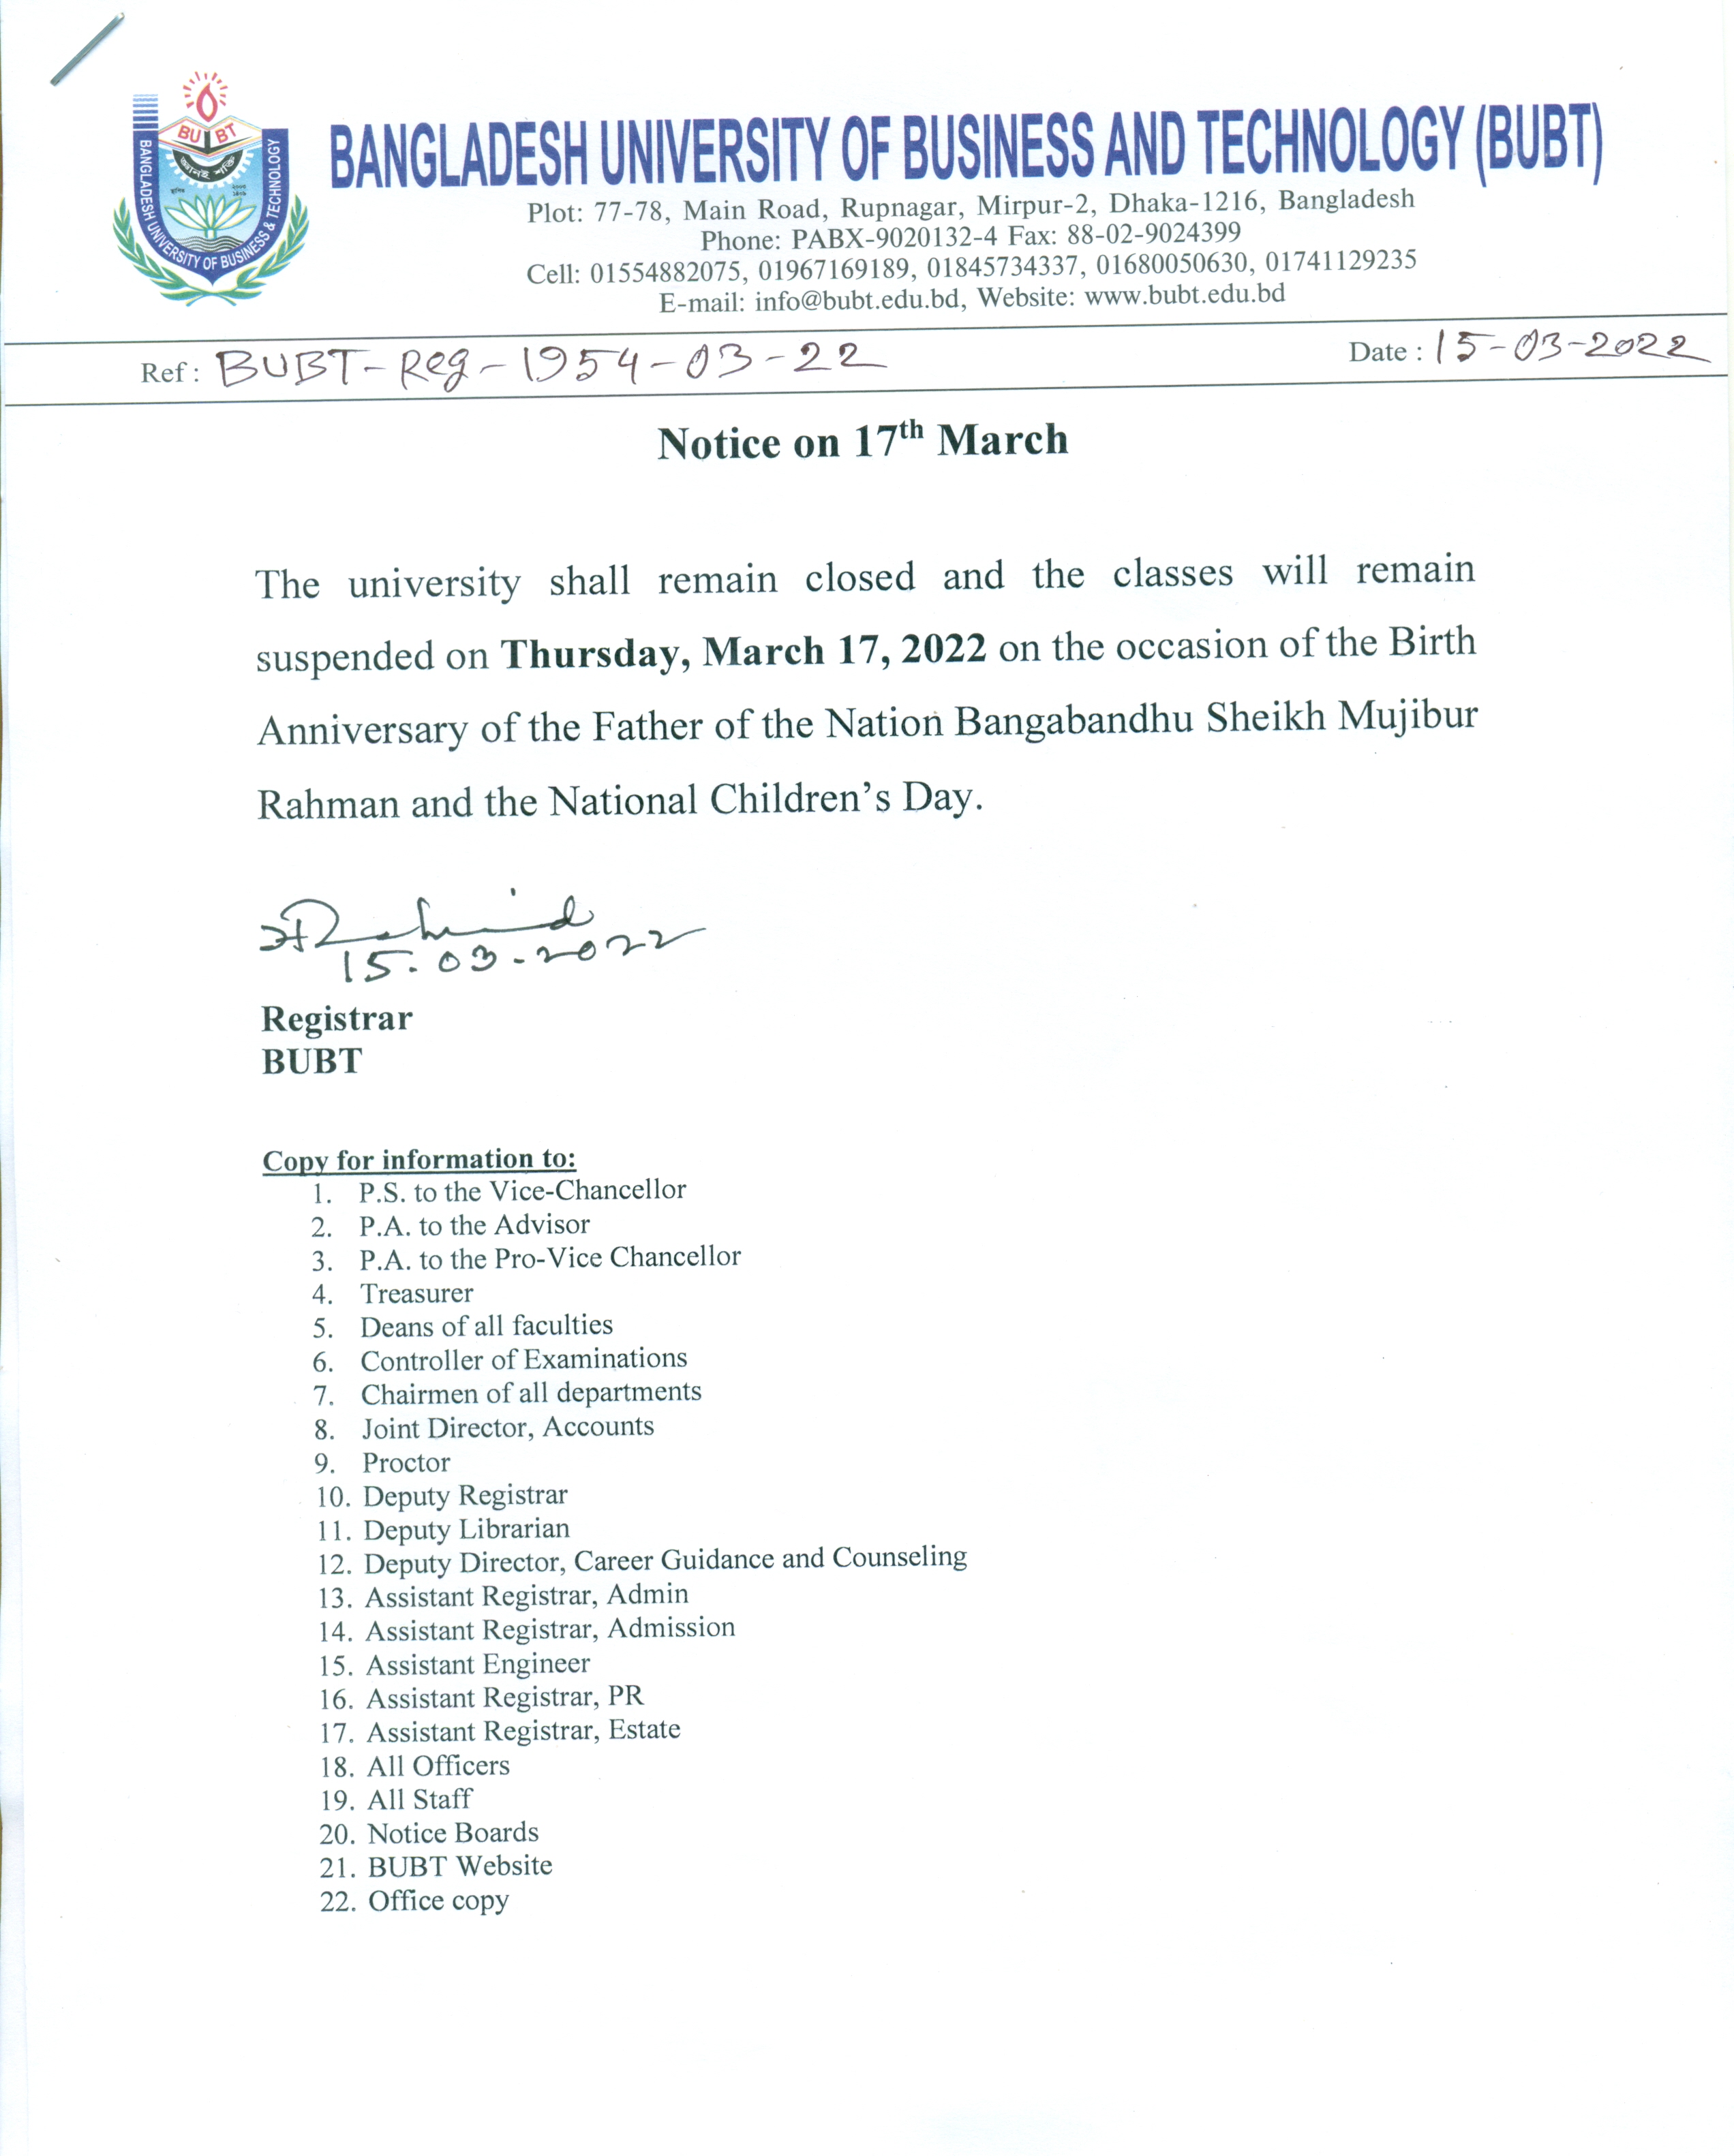 BU BT
জ্ঞানই শক্তি
BANGLADESH UNIVERSITY OF BUSINESS & TECHNOLOGY
BANGLADESH UNIVERSITY OF BUSINESS AND TECHNOLOGY (BUBT)
Plot: 77-78, Main Road, Rupnagar, Mirpur-2, Dhaka-1216, Bangladesh
Phone: PABX-9020132-4 Fax: 88-02-9024399
Cell: 01554882075, 01967169189, 01845734337, 01680050630, 01741129235
E-mail: info@bubt.edu.bd, Website: www.bubt.edu.bd
Ref : BUBT-Reg-1954-03-22 Date : 15-03-2022
Notice on 17th March
The university shall remain closed and the classes will remain
suspended on Thursday, March 17, 2022 on the occasion of the Birth
Anniversary of the Father of the Nation Bangabandhu Sheikh Mujibur
Rahman and the National Children's Day.
15.03-2022
Registrar
BUBT
Copy for information to:
1. P.S. to the Vice-Chancellor
2. P.A. to the Advisor
3. P.A. to the Pro-Vice Chancellor
4. Treasurer
5. Deans of all faculties
6. Controller of Examinations
7. Chairmen of all departments
8. Joint Director, Accounts
9. Proctor
10. Deputy Registrar
11. Deputy Librarian
12. Deputy Director, Career Guidance and Counseling
13. Assistant Registrar, Admin
14. Assistant Registrar, Admission
15. Assistant Engineer
16. Assistant Registrar, PR
17. Assistant Registrar, Estate
18. All Officers
19. All Staff
20. Notice Boards
21. BUBT Website
22. Office copy